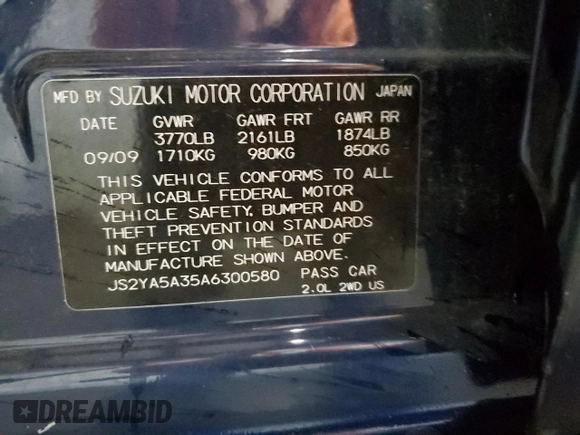 MFD BY SUZUKI MOTOR CORPORATION JAPAN
DATE GVWR GAWR FRT GAWR RR
3770LB 2161LB 1874LB
09/09 1710KG 980KG 850KG
THIS VEHICLE CONFORMS TO ALL
APPLICABLE FEDERAL MOTOR
VEHICLE SAFETY, BUMPER AND
THEFT PREVENTION STANDARDS
IN EFFECT ON THE DATE OF
MANUFACTURE SHOWN ABOVE.
JS2YA5A35A6300580 PASS CAR
2.0L 2WD US
DREAMBID